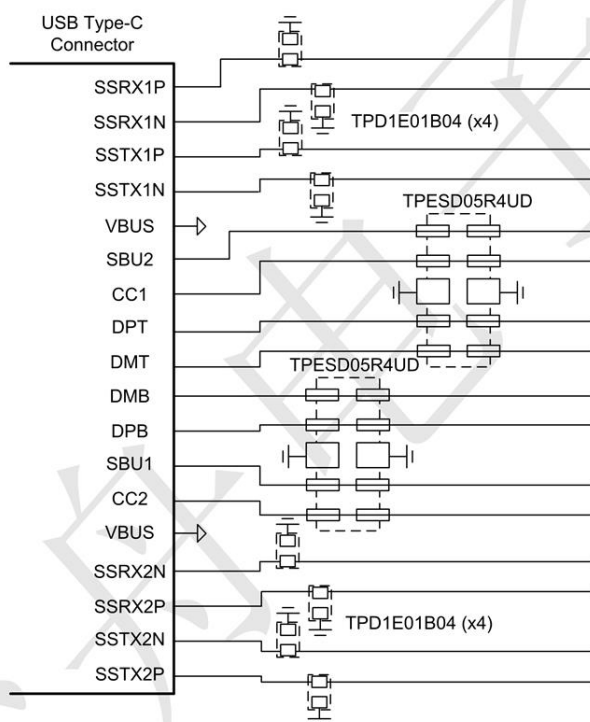 USB Type-C
Connector
SSRX1P
SSRX1N
TPD1E01B04 (x4)
SSTX1P
SSTX1N
TPESD05R4UD
VBUS
SBU2
CC1
DPT
DMT
TPESD05R4UD
DMB
DPB
SBU1
CC2
VBUS
SSRX2N
SSRX2P
TPD1E01B04 (x4)
SSTX2N
SSTX2P